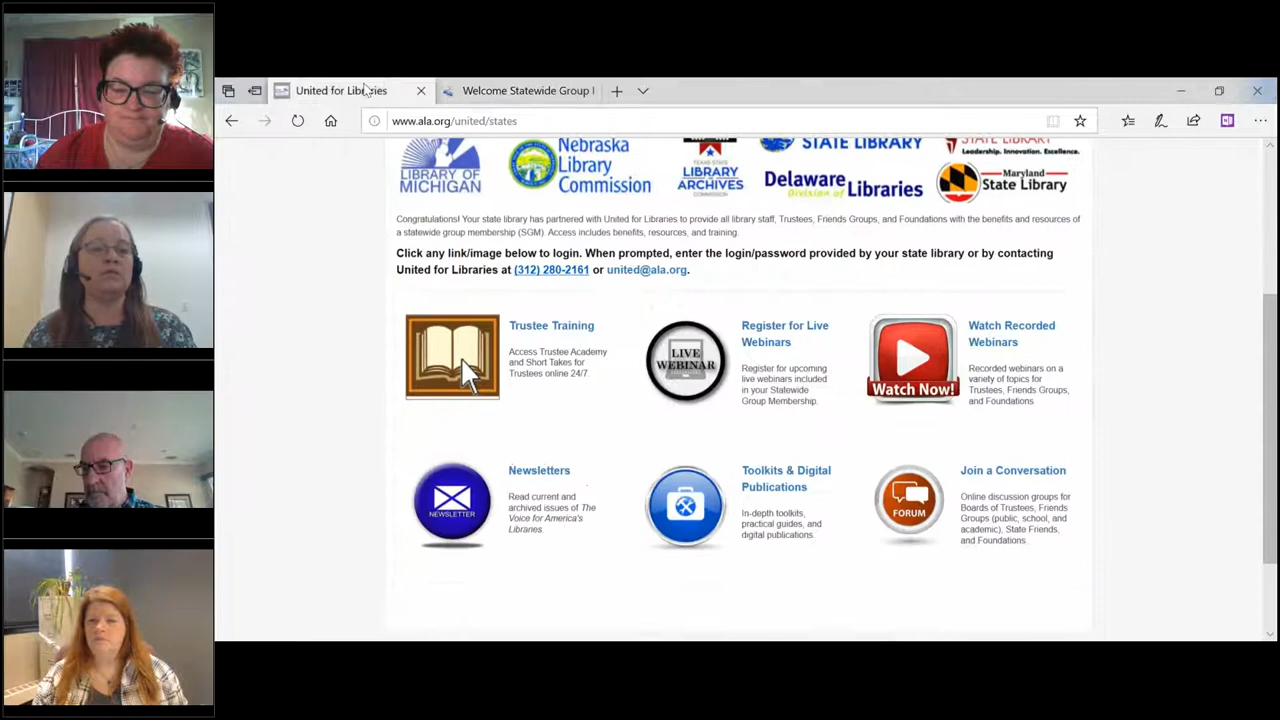 United for Libraries
Welcome Statewide Group
www.ala.org/united/states
LIBRARY
OF MICHIGAN
Nebraska
Library
Commission
LIBRARY
ARCHIVES
COMMISSION
STATE LIBRARY
Delaware
Division of Libraries
Leadership. Innovation. Excellence.
Maryland
State Library
Congratulations! Your state library has partnered with United for Libraries to provide all library staff, Trustees, Friends Groups, and Foundations with the benefits and resources of
a statewide group membership (SGM). Access includes benefits, resources, and training.
Click any link/image below to login. When prompted, enter the login/password provided by your state library or by contacting
United for Libraries at (312) 280-2161 or united@ala.org.
Trustee Training
Access Trustee Academy
and Short Takes for
Trustees online 24/7.
LIVE
WEBINAR
Register for Live
Webinars
Register for upcoming
live webinars included
in your Statewide
Group Membership.
Watch Now!
Watch Recorded
Webinars
Recorded webinars on a
variety of topics for
Trustees, Friends Groups,
and Foundations
NEWSLETTER
Newsletters
Read current and
archived issues of The
Voice for America's
Libraries.
Toolkits & Digital
Publications
In-depth toolkits,
practical guides, and
digital publications.
FORUM
Join a Conversation
Online discussion groups for
Boards of Trustees, Friends
Groups (public, school, and
academic), State Friends,
and Foundations